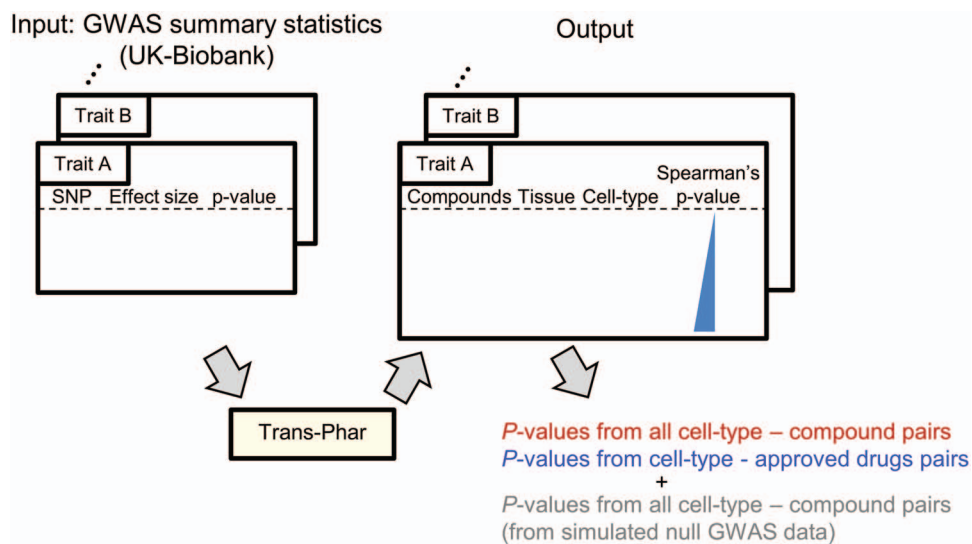 Input: GWAS summary statistics
(UK-Biobank)
Trait B
Trait A
SNP Effect size p-value
Output
Trait B
Trait A
Spearman's
Compounds Tissue Cell-type p-value
Trans-Phar
P-values from all cell-type – compound pairs
P-values from cell-type - approved drugs pairs
+
P-values from all cell-type – compound pairs
(from simulated null GWAS data)